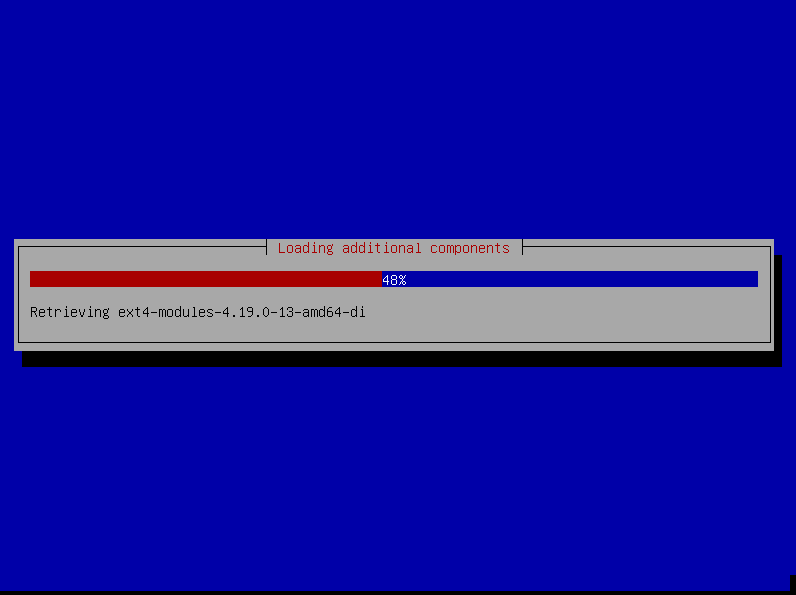 Loading additional components
48%
Retrieving ext4-modules-4.19.0-13-amd64-di